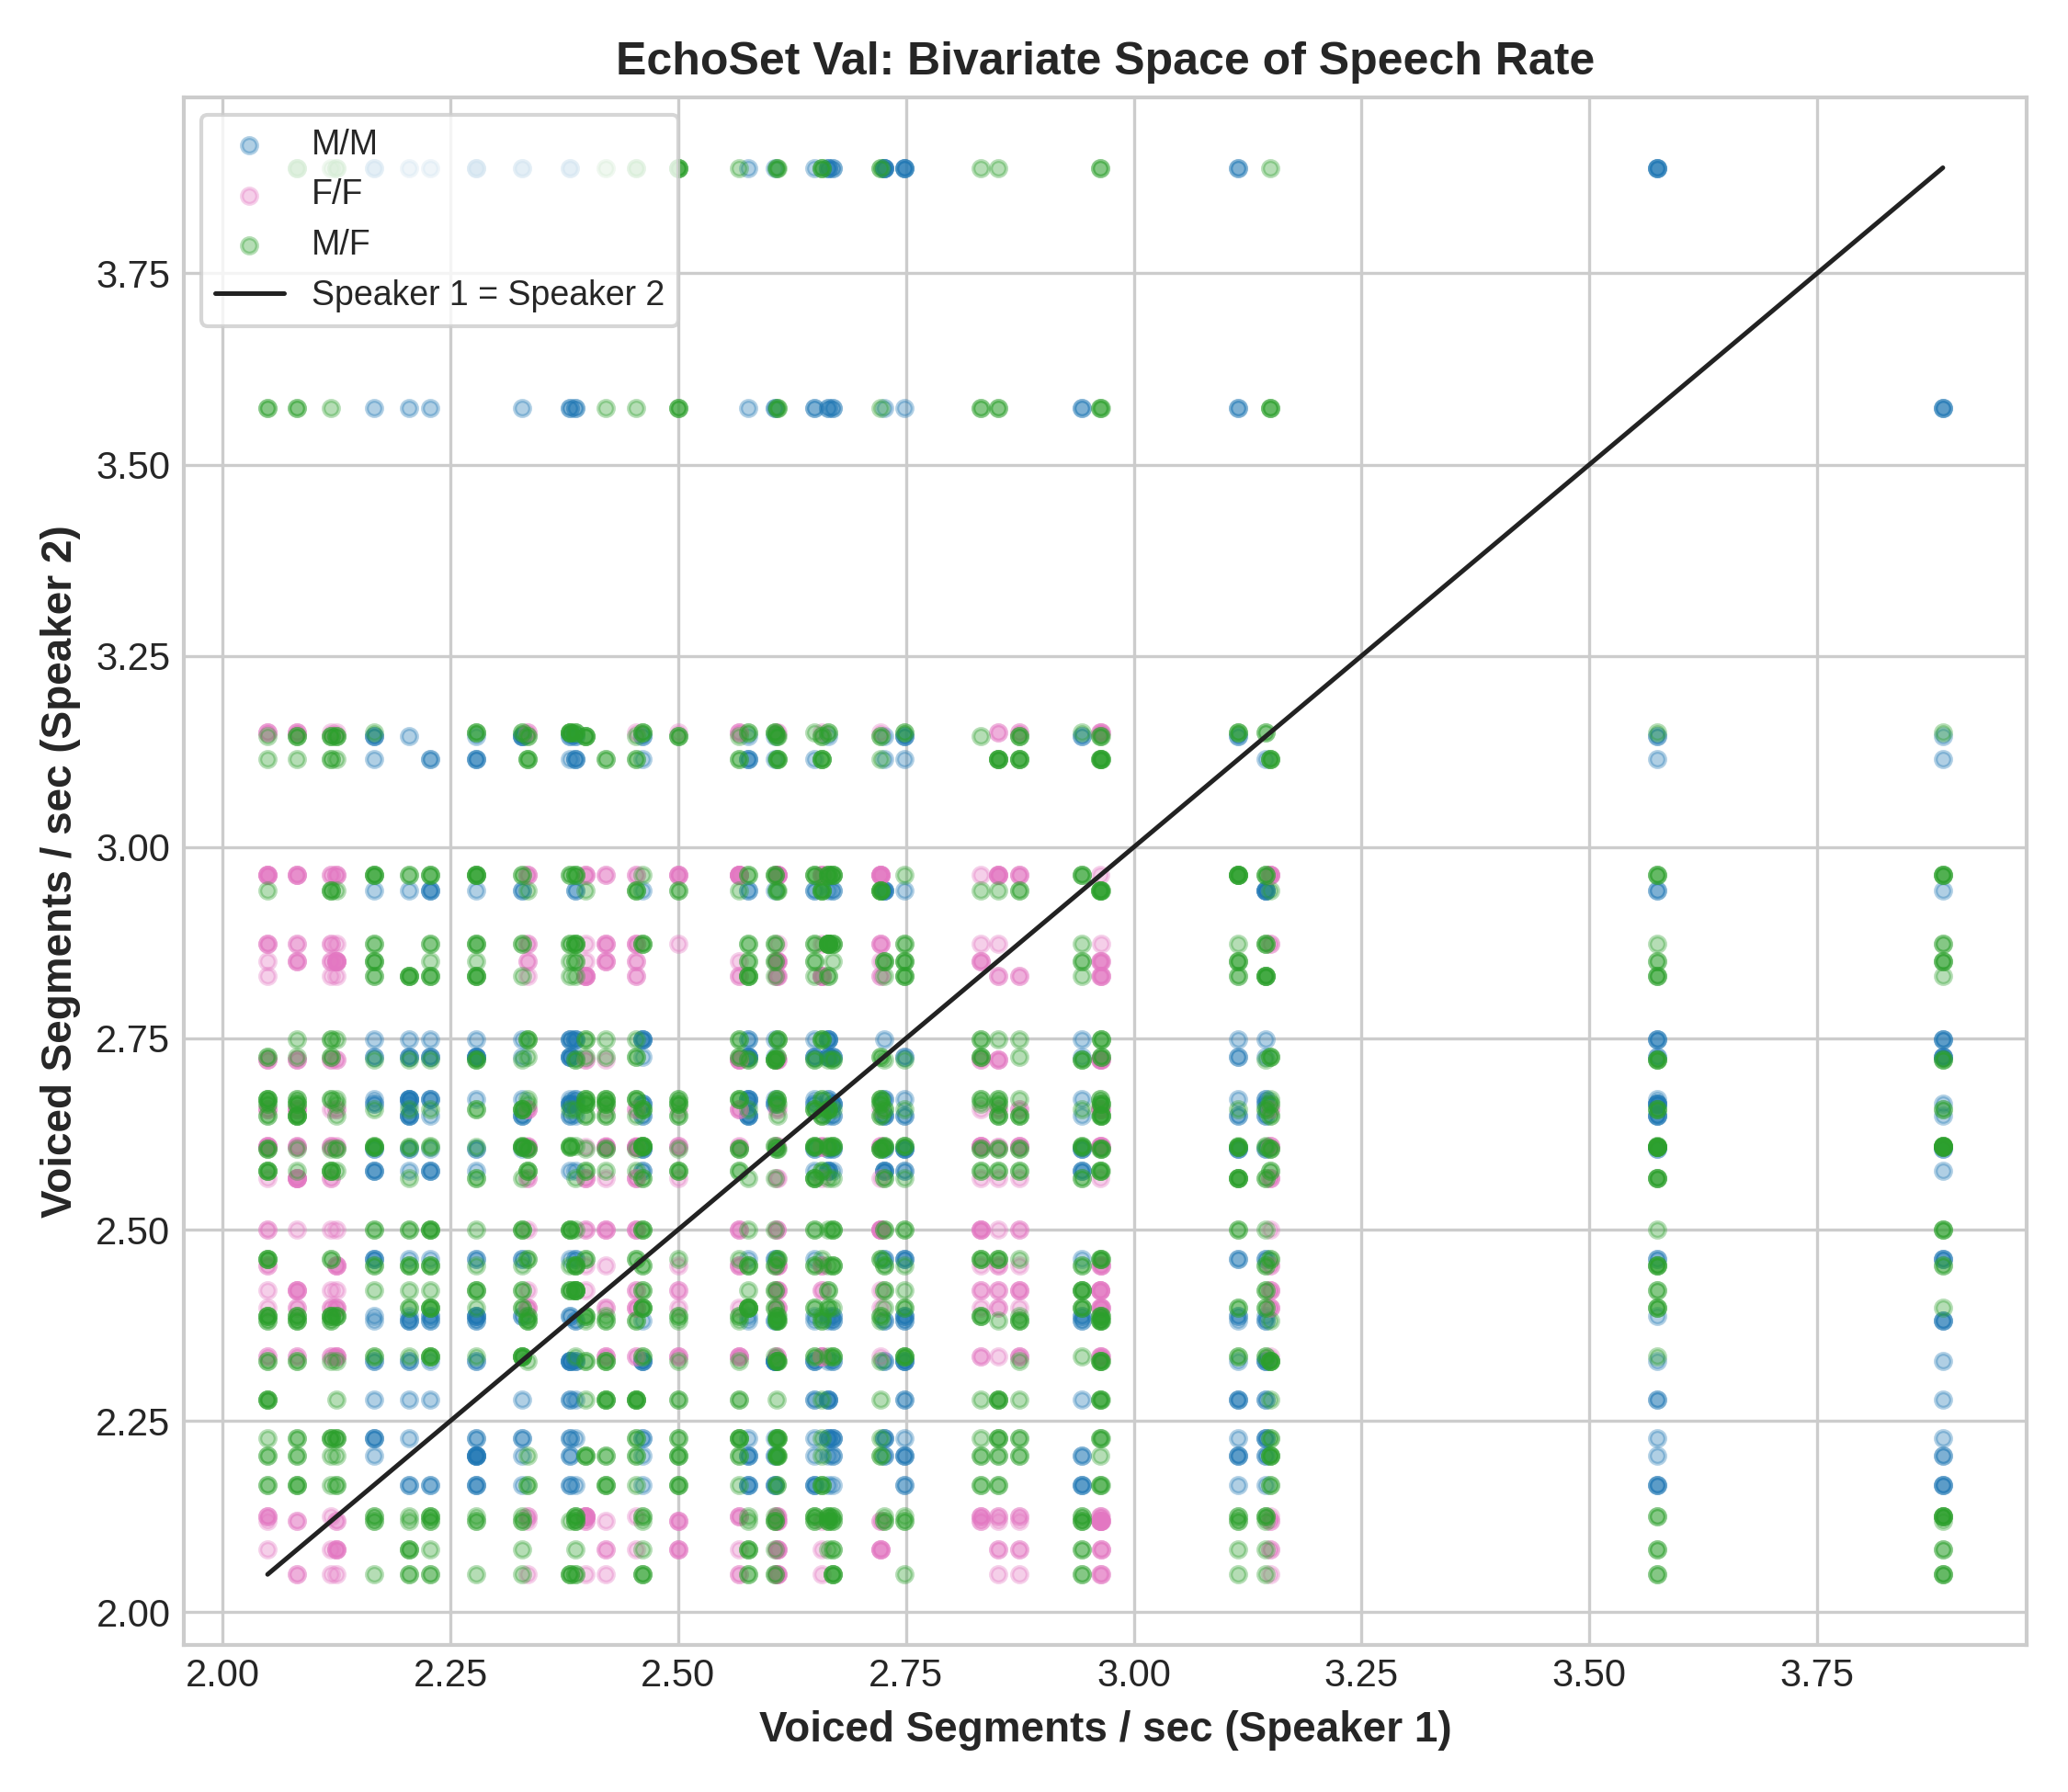 EchoSet Val: Bivariate Space of Speech Rate
M/M
F/F
M/F
Speaker 1 = Speaker 2
3.75
3.50
3.25
3.00
2.75
2.50
2.25
2.00
Voiced Segments / sec (Speaker 2)
2.00 2.25 2.50 2.75 3.00 3.25 3.50 3.75
Voiced Segments / sec (Speaker 1)